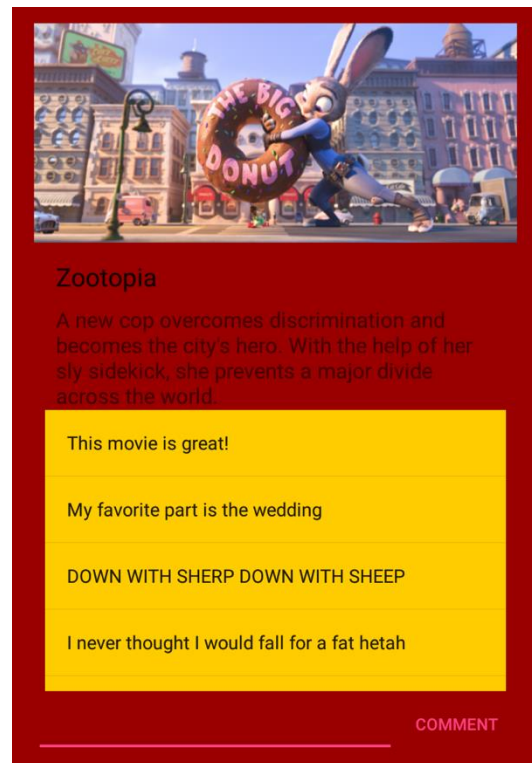 THE BIG
DONUT
Zootopia
A new cop overcomes discrimination and
becomes the city's hero. With the help of her
sly sidekick, she prevents a major divide
across the world.
This movie is great!
My favorite part is the wedding
DOWN WITH SHERP DOWN WITH SHEEP
I never thought I would fall for a fat hetah
COMMENT